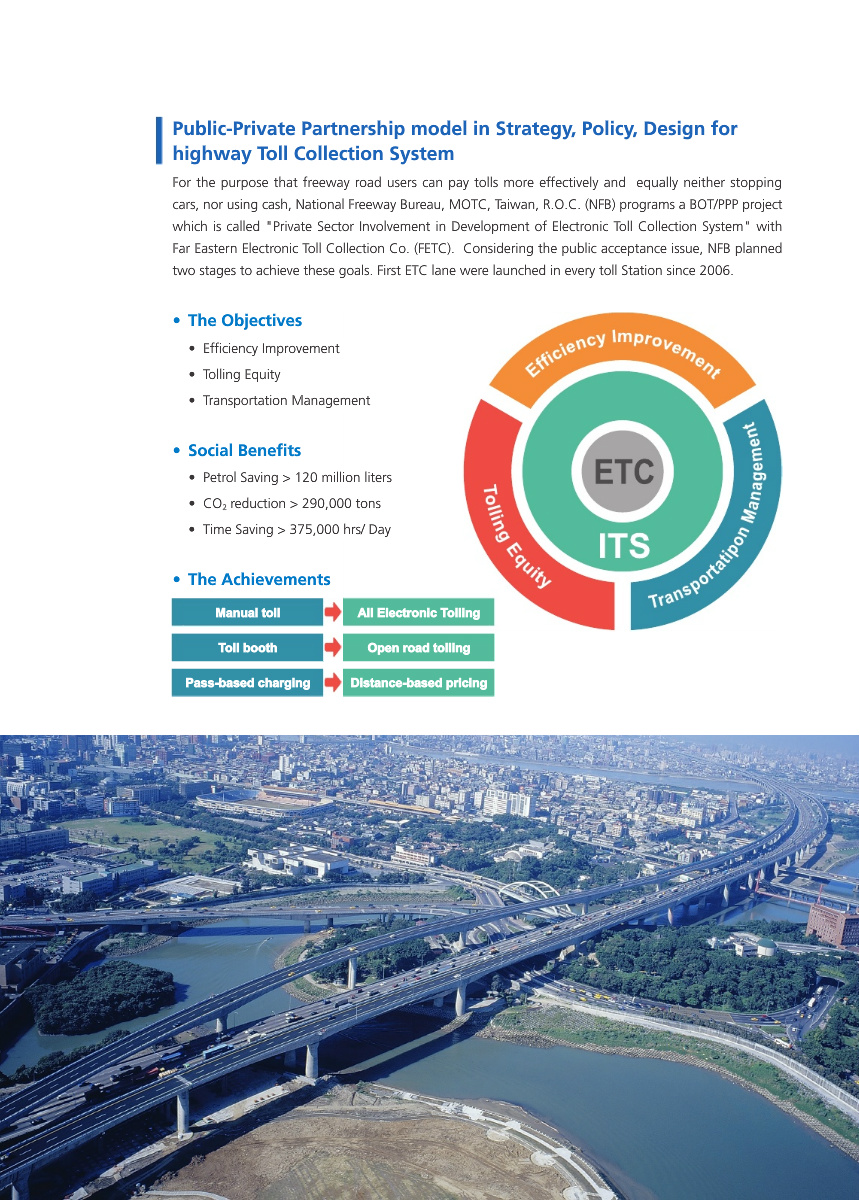 Public-Private Partnership model in Strategy, Policy, Design for
highway Toll Collection System
For the purpose that freeway road users can pay tolls more effectively and equally neither stopping
cars, nor using cash, National Freeway Bureau, MOTC, Taiwan, R.O.C. (NFB) programs a BOT/PPP project
which is called "Private Sector Involvement in Development of Electronic Toll Collection System" with
Far Eastern Electronic Toll Collection Co. (FETC). Considering the public acceptance issue, NFB planned
two stages to achieve these goals. First ETC lane were launched in every toll Station since 2006.
• The Objectives
• Efficiency Improvement
• Tolling Equity
• Transportation Management
• Social Benefits
• Petrol Saving > 120 million liters
• CO₂ reduction > 290,000 tons
• Time Saving > 375,000 hrs/ Day
• The Achievements
Manual toll
All Electronic Tolling
Toll booth
Open road tolling
Pass-based charging
Distance-based pricing
Efficiency Improvement
Tolling Equity
Transportatipon Management
ETC
ITS